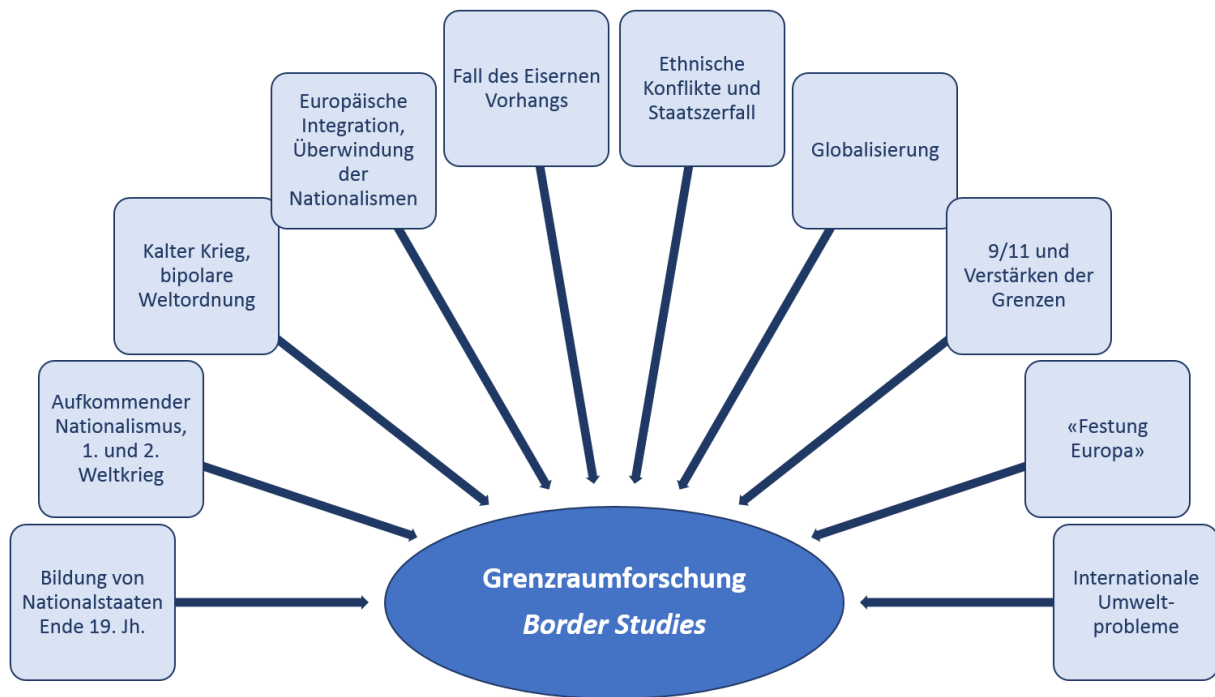 Bildung von
Nationalstaaten
Ende 19. Jh.
Aufkommender
Nationalismus,
1. und 2.
Weltkrieg
Kalter Krieg,
bipolare
Weltordnung
Europäische
Integration,
Überwindung
der
Nationalismen
Fall des Eisernen
Vorhangs
Ethnische
Konflikte und
Staatszerfall
Globalisierung
9/11 und
Verstärken der
Grenzen
«Festung
Europa»
Internationale
Umwelt-
probleme
Grenzraumforschung
Border Studies